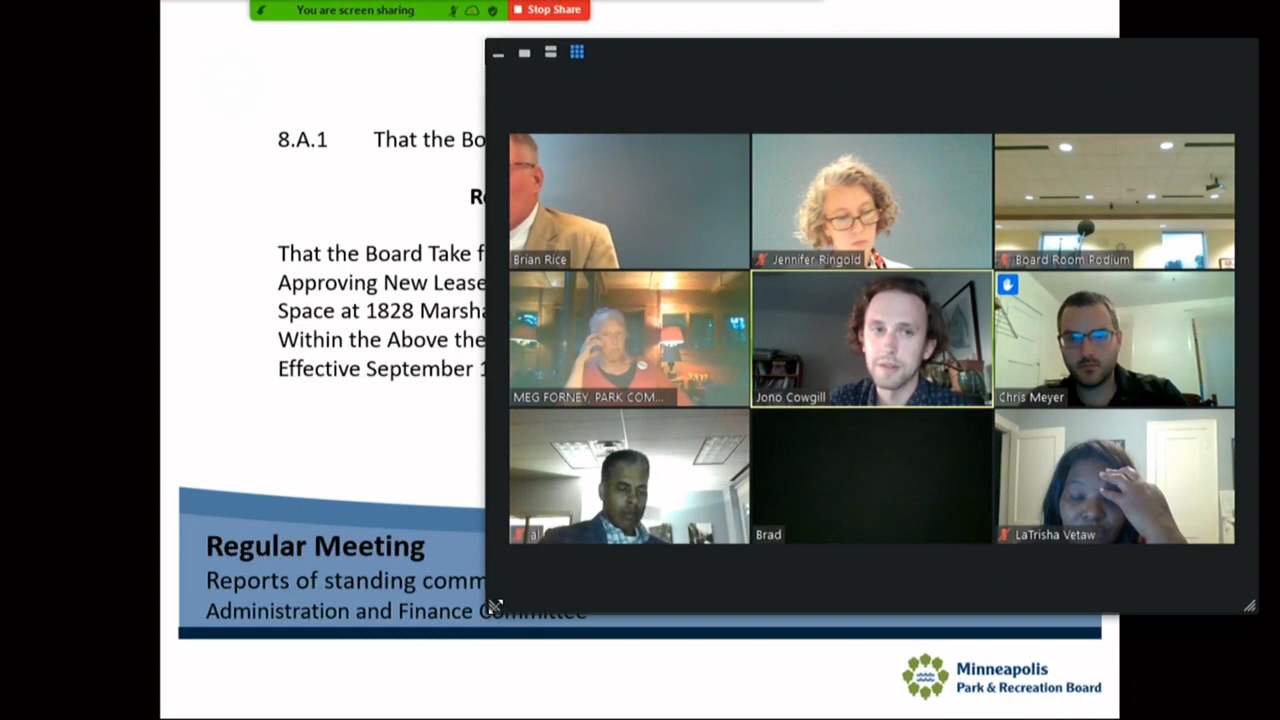 You are screen sharing
Stop Share
8.A.1 That the Bo
Re
That the Board Take f
Approving New Lease
Space at 1828 Marsha
Within the Above the
Effective September 1
Brian Rice
Jennifer Ringold
Board Room Podium
MEG FORNEY, PARK COM...
Jono Cowgill
Chris Meyer
al
Brad
LaTrisha Vetaw
Regular Meeting
Reports of standing comm
Administration and Finance Committee
Minneapolis
Park & Recreation Board